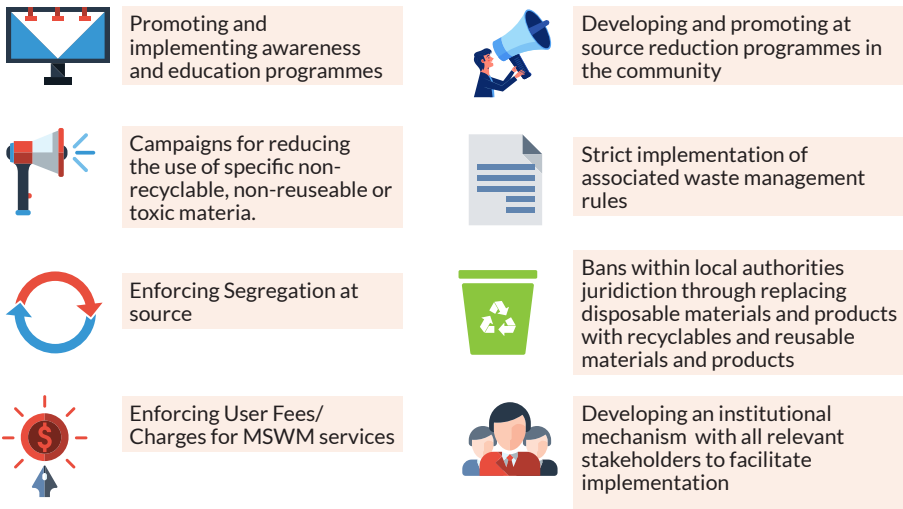 Promoting and
implementing awareness
and education programmes
Developing and promoting at
source reduction programmes in
the community
Campaigns for reducing
the use of specific non-
recyclable, non-reuseable or
toxic materia.
Strict implementation of
associated waste management
rules
Enforcing Segregation at
source
Bans within local authorities
juridiction through replacing
disposable materials and products
with recyclables and reusable
materials and products
$
Enforcing User Fees/
Charges for MSWM services
Developing an institutional
mechanism with all relevant
stakeholders to facilitate
implementation